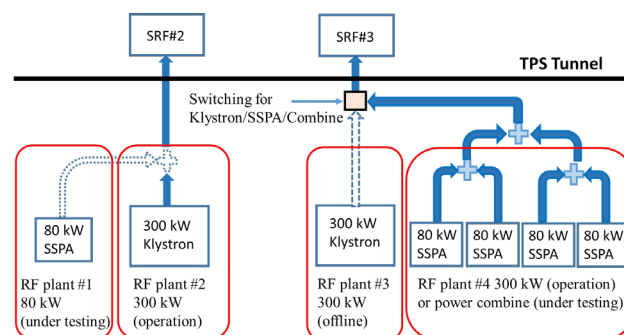 SRF#2
SRF#3
TPS Tunnel
Switching for
Klystron/SSPA/Combine
80 kW
SSPA
300 kW
Klystron
300 kW
Klystron
80 kW
SSPA
80 kW
SSPA
80 kW
SSPA
80 kW
SSPA
RF plant #1
80 kW
(under testing)
RF plant #2
300 kW
(operation)
RF plant #3
300 kW
(offline)
RF plant #4 300 kW (operation)
or power combine (under testing)